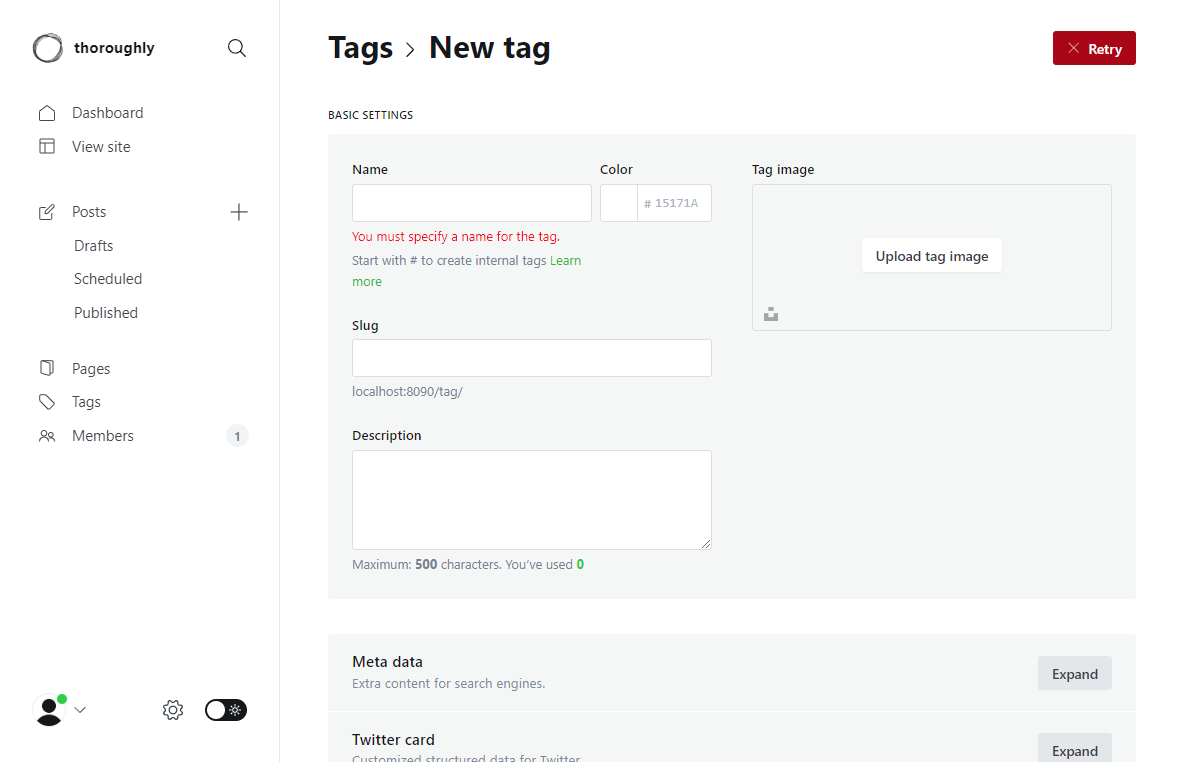 thoroughly
Dashboard
View site
Posts
Drafts
Scheduled
Published
Pages
Tags
Members
1
Tags › New tag
Retry
BASIC SETTINGS
Name
Color
# 15171A
You must specify a name for the tag.
Start with # to create internal tags Learn
more
Slug
localhost:8090/tag/
Description
Maximum: 500 characters. You’ve used 0
Tag image
Upload tag image
Meta data
Extra content for search engines.
Expand
Twitter card
Customized structured data for Twitter
Expand